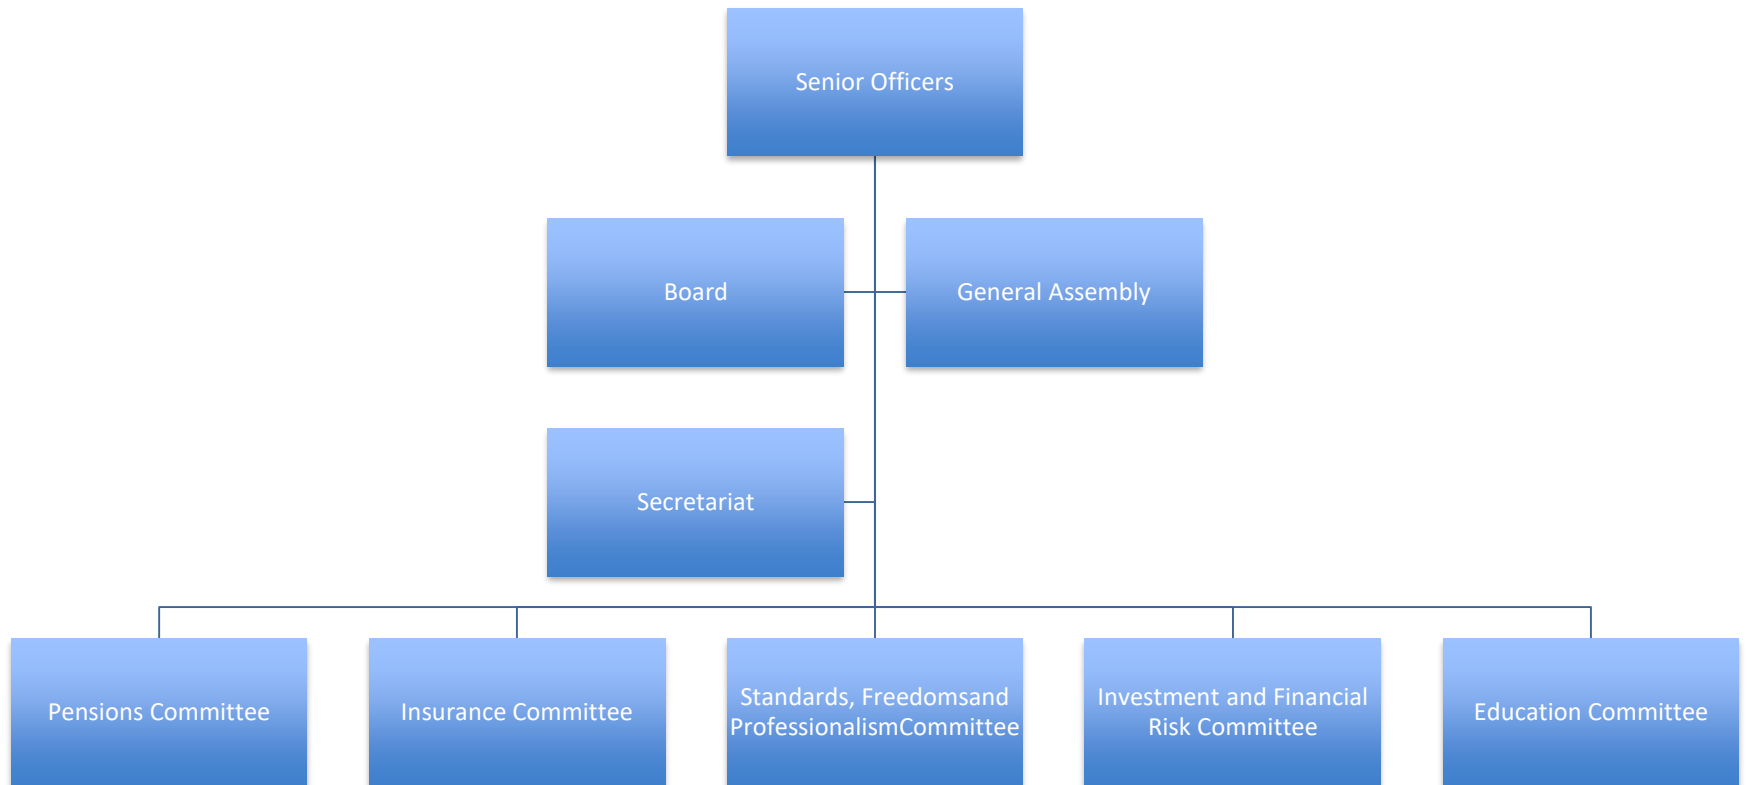 Senior Officers
Board
General Assembly
Secretariat
Pensions Committee
Insurance Committee
Standards, Freedomsand
ProfessionalismCommittee
Investment and Financial
Risk Committee
Education Committee